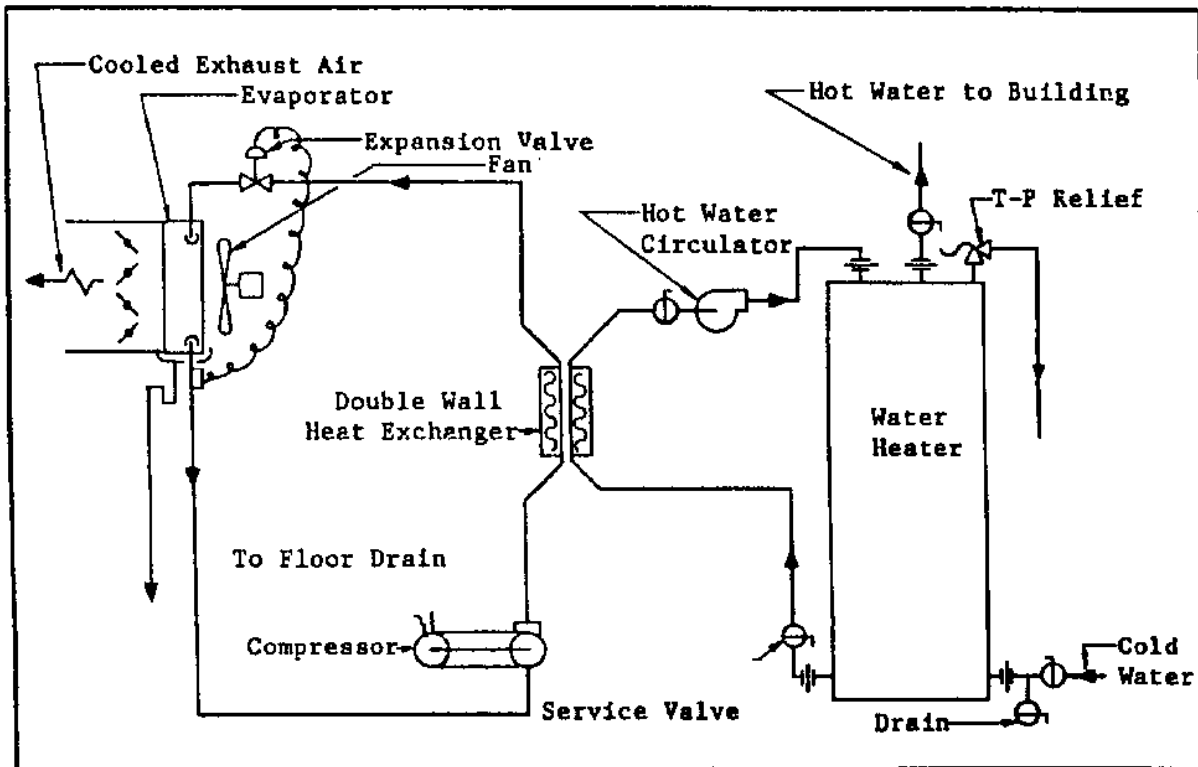 Cooled Exhaust Air
Evaporator
Expansion Valve
Fan
Hot Water to Building
T-P Relief
Hot Water
Circulator
Double Wall
Heat Exchanger
Water
Heater
To Floor Drain
Compressor
Service Valve
Cold
Water
Drain